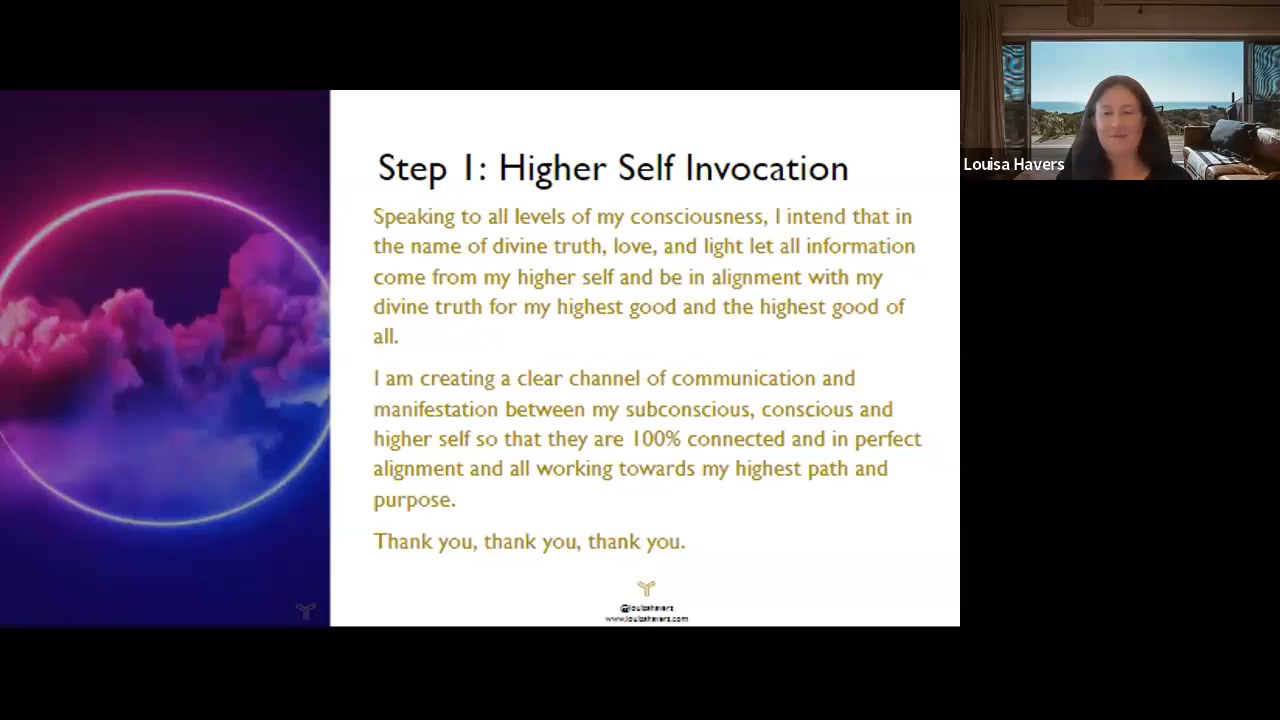 Step 1: Higher Self Invocation
Speaking to all levels of my consciousness, I intend that in
the name of divine truth, love, and light let all information
come from my higher self and be in alignment with my
divine truth for my highest good and the highest good of
all.
I am creating a clear channel of communication and
manifestation between my subconscious, conscious and
higher self so that they are 100% connected and in perfect
alignment and all working towards my highest path and
purpose.
Thank you, thank you, thank you.
@louisahavers
www.louisahavers.com
Louisa Havers